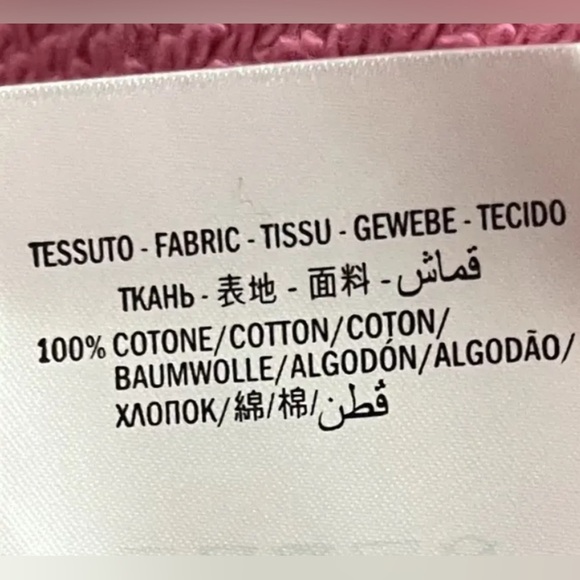 TESSUTO - FABRIC - TISSU - GEWEBE - TECIDO
ТКАНЬ - 表地 - 面料 - قماش
100% COTONE/COTTON/COTON/
BAUMWOLLE/ALGODÓN/ALGODÃO/
ХЛОПОК/綿/棉/قطن